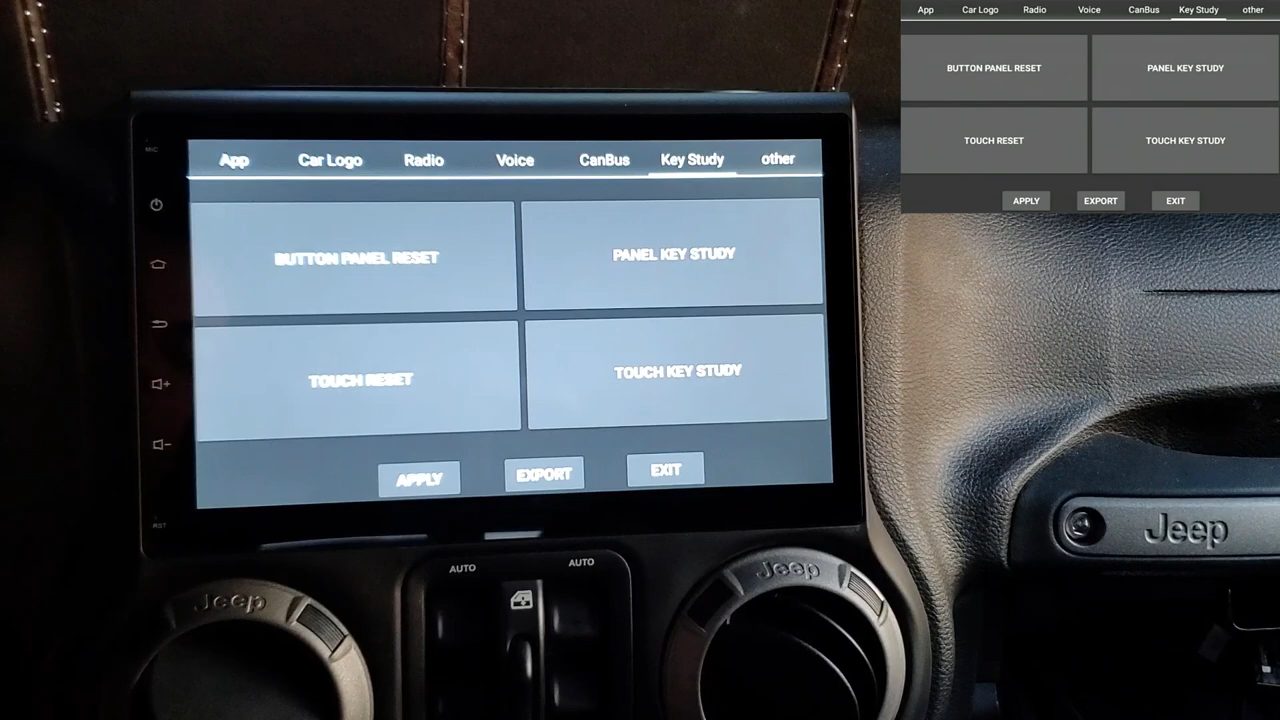 App Car Logo Radio Voice CanBus Key Study other
BUTTON PANEL RESET PANEL KEY STUDY
TOUCH RESET TOUCH KEY STUDY
APPLY EXPORT EXIT
MIC
App Car Logo Radio Voice CanBus Key Study other
BUTTON PANEL RESET PANEL KEY STUDY
TOUCH RESET TOUCH KEY STUDY
APPLY EXPORT EXIT
RST
Jeep
AUTO AUTO
Jeep
Jeep